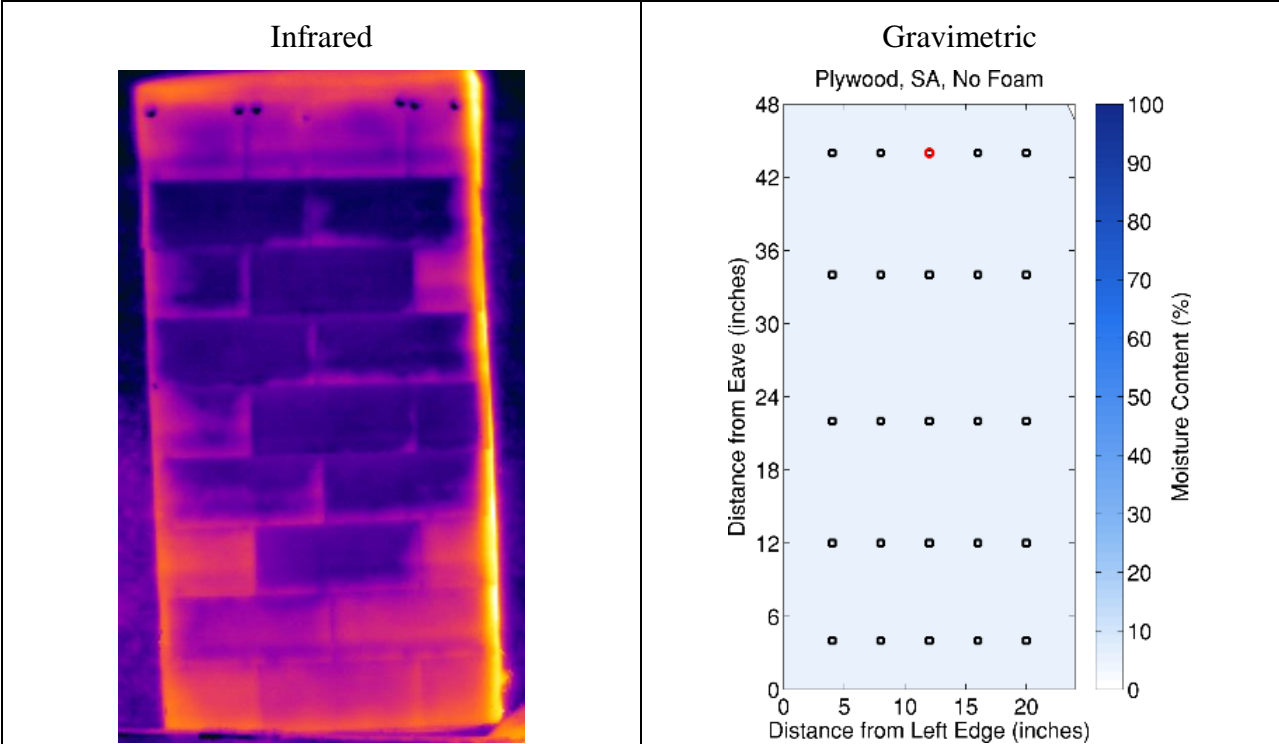 Infrared
Gravimetric
Plywood, SA, No Foam
48
42
36
30
24
18
12
6
0
Distance from Eave (inches)
0 5 10 15 20
Distance from Left Edge (inches)
100
90
80
70
60
50
40
30
20
10
0
Moisture Content (%)